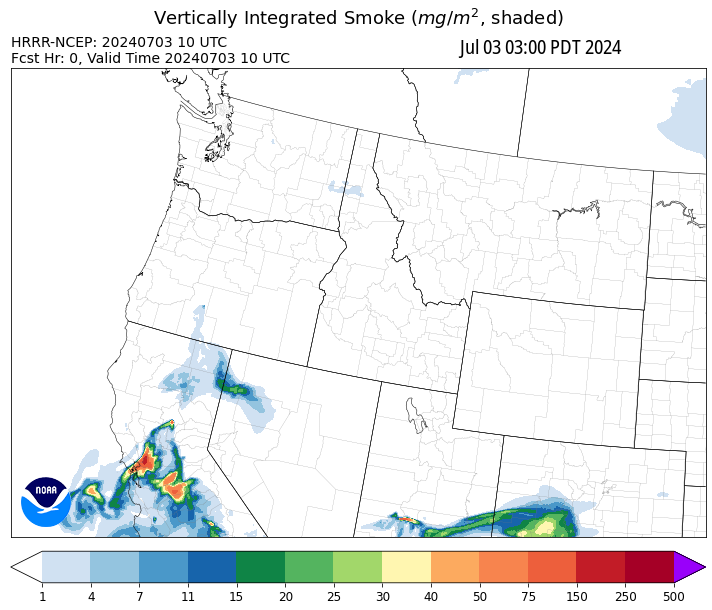 Vertically Integrated Smoke (mg/m², shaded)
HRRR-NCEP: 20240703 10 UTC
Fcst Hr: 0, Valid Time 20240703 10 UTC
Jul 03 03:00 PDT 2024
NOAA
1 4 7 11 15 20 25 30 40 50 75 150 250 500